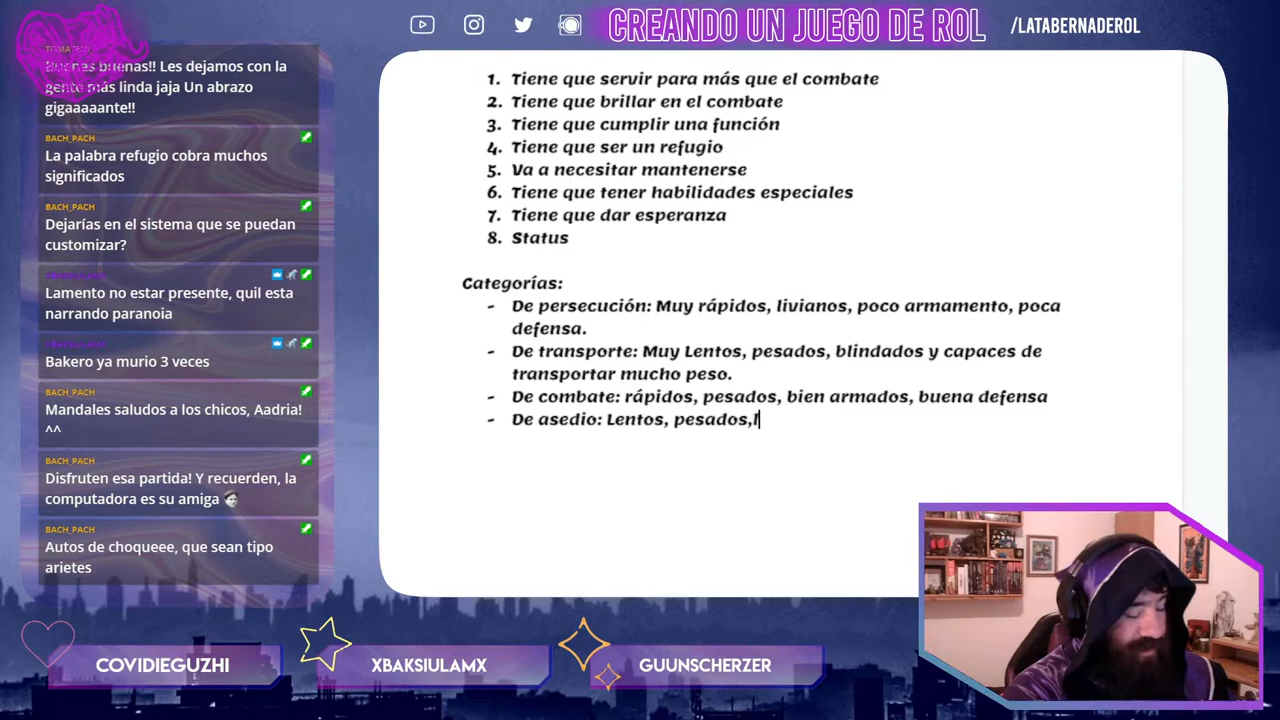 CREANDO UN JUEGO DE ROL
/LATABERNADEROL
Buenas buenas!! Les dejamos con la
gente más linda jaja Un abrazo
gigaaaaante!!
BACH_PACH
La palabra refugio cobra muchos
significados
BACH_PACH
Dejarías en el sistema que se puedan
customizar?
Lamento no estar presente, quil esta
narrando paranoia
Bakero ya murio 3 veces
BACH_PACH
Mandales saludos a los chicos, Aadria!
^^
BACH_PACH
Disfruten esa partida! Y recuerden, la
computadora es su amiga
BACH_PACH
Autos de choqueee, que sean tipo
arietes
1. Tiene que servir para más que el combate
2. Tiene que brillar en el combate
3. Tiene que cumplir una función
4. Tiene que ser un refugio
5. Va a necesitar mantenerse
6. Tiene que tener habilidades especiales
7. Tiene que dar esperanza
8. Status
Categorías:
- De persecución: Muy rápidos, livianos, poco armamento, poca
defensa.
- De transporte: Muy Lentos, pesados, blindados y capaces de
transportar mucho peso.
- De combate: rápidos, pesados, bien armados, buena defensa
- De asedio: Lentos, pesados,l
COVIDIEGUZHI
XBAKSIULAMX
GUUNSCHERZER